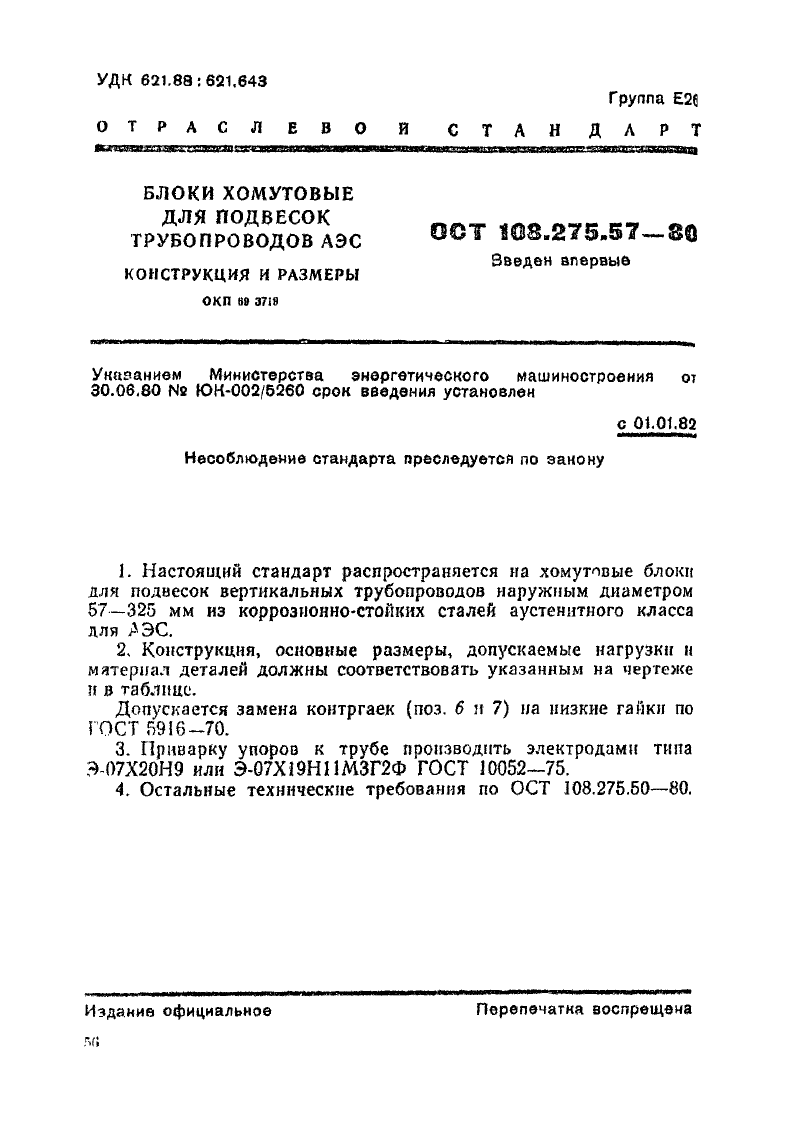 УДК 621.88 : 621.643
Группа Е26
ОТРАСЛЕВОЙ СТАНДАРТ
БЛОКИ ХОМУТОВЫЕ
ДЛЯ ПОДВЕСОК
ТРУБОПРОВОДОВ АЭС
КОНСТРУКЦИЯ И РАЗМЕРЫ
ОКП 69 3719
ОСТ 108.275.57—80
Введен впервые
Указанием Министерства энергетического машиностроения от
30.06.80 № ЮК-002/5260 срок введения установлен
с 01.01.82
Несоблюдение стандарта преследуется по закону
1. Настоящий стандарт распространяется на хомутовые блоки
для подвесок вертикальных трубопроводов наружным диаметром
57—325 мм из коррозионно-стойких сталей аустенитного класса
для АЭС.
2. Конструкция, основные размеры, допускаемые нагрузки и
материал деталей должны соответствовать указанным на чертеже
и в таблице.
Допускается замена контргаек (поз. 6 и 7) на низкие гайки по
ГОСТ 5916—70.
3. Приварку упоров к трубе производить электродами типа
Э-07Х20Н9 или Э-07Х19Н11М3Г2Ф ГОСТ 10052—75.
4. Остальные технические требования по ОСТ 108.275.50—80.
Издание официальное
Перепечатка воспрещена
56